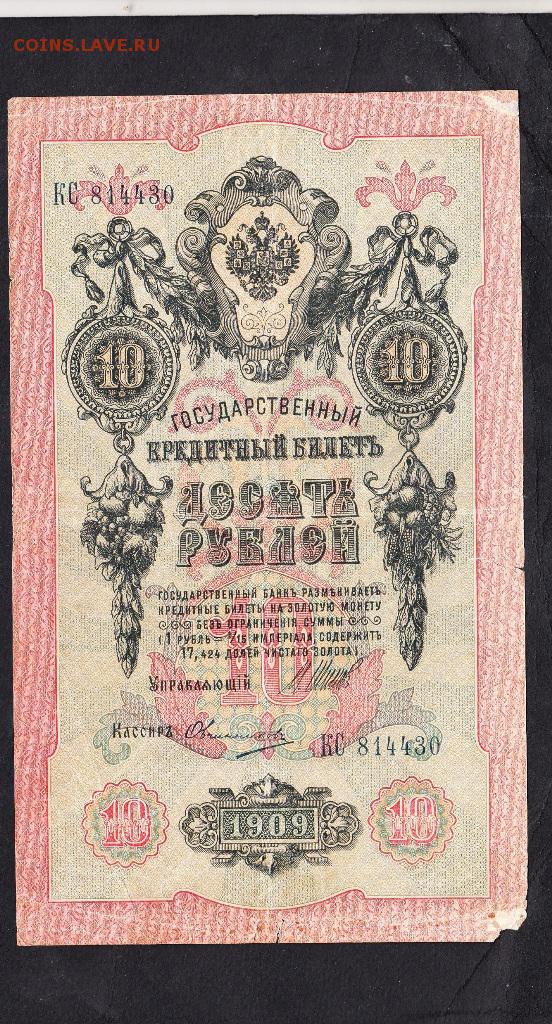 COINS.LAVE.RU
КС 814430
10 10
ГОСУДАРСТВЕННЫЙ
КРЕДИТНЫЙ БИЛЕТЪ
ДЕСЯТЬ
РУБЛЕЙ
ГОСУДАРСТВЕННЫЙ БАНКЪ РАЗМѢНИВАЕТЪ
КРЕДИТНЫЕ БИЛЕТЫ НА ЗОЛОТУЮ МОНЕТУ
БЕЗЪ ОГРАНИЧЕНІЯ СУММЫ
(1 РУБЛЬ = 1/15 ИМПЕРІАЛА, СОДЕРЖИТЪ
17,424 ДОЛЕЙ ЧИСТАГО ЗОЛОТА).
10
Управляющій
Кассиръ Овчинниковъ
КС 814430
10 1909 10